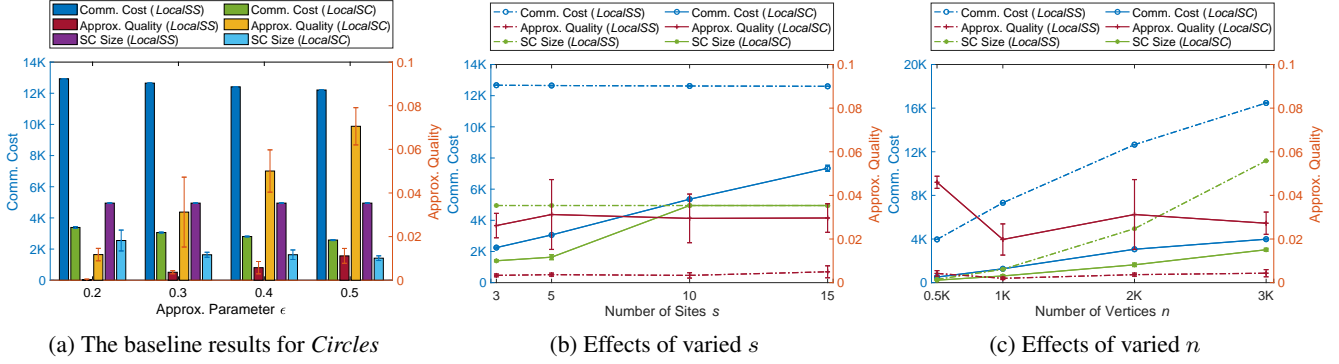 Comm. Cost (LocalSS)
Comm. Cost (LocalSC)
Approx. Quality (LocalSS)
Approx. Quality (LocalSC)
SC Size (LocalSS)
SC Size (LocalSC)
14K
12K
10K
8K
6K
4K
2K
0
Comm. Cost
0.1
0.08
0.06
0.04
0.02
0
Approx. Quality
0.2 0.3 0.4 0.5
Approx. Parameter ϵ
(a) The baseline results for Circles
Comm. Cost (LocalSS)
Comm. Cost (LocalSC)
Approx. Quality (LocalSS)
Approx. Quality (LocalSC)
SC Size (LocalSS)
SC Size (LocalSC)
14K
12K
10K
8K
6K
4K
2K
0
Comm. Cost
0.1
0.08
0.06
0.04
0.02
0
Approx. Quality
3 5 10 15
Number of Sites s
(b) Effects of varied s
Comm. Cost (LocalSS)
Comm. Cost (LocalSC)
Approx. Quality (LocalSS)
Approx. Quality (LocalSC)
SC Size (LocalSS)
SC Size (LocalSC)
20K
16K
12K
8K
4K
0
Comm. Cost
0.1
0.08
0.06
0.04
0.02
0
Approx. Quality
0.5K 1K 2K 3K
Number of Vertices n
(c) Effects of varied n